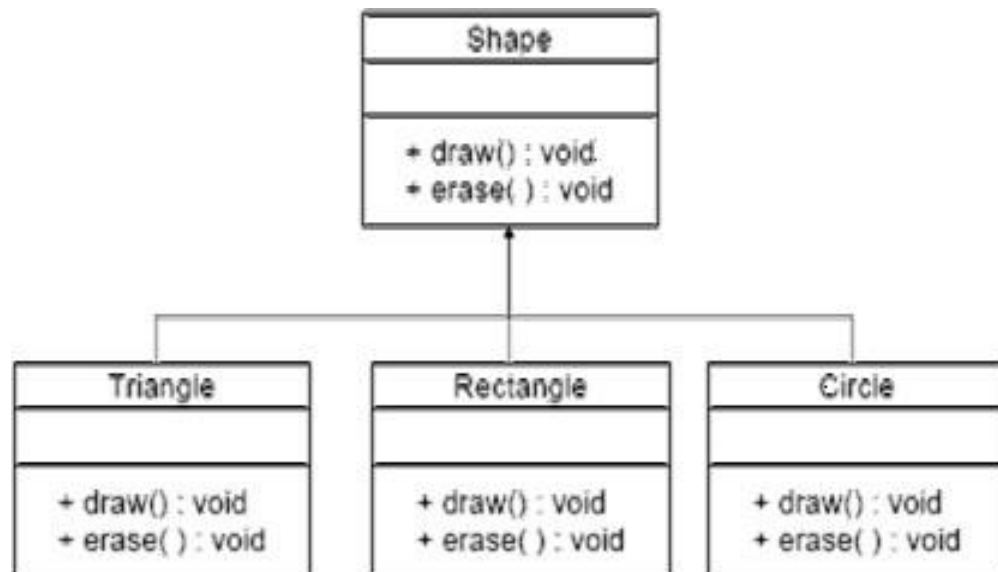 Shape
+ draw() : void
+ erase( ) : void
Triangle
+ draw() : void
+ erase( ) : void
Rectangle
+ draw() : void
+ erase( ) : void
Circle
+ draw() : void
+ erase( ) : void